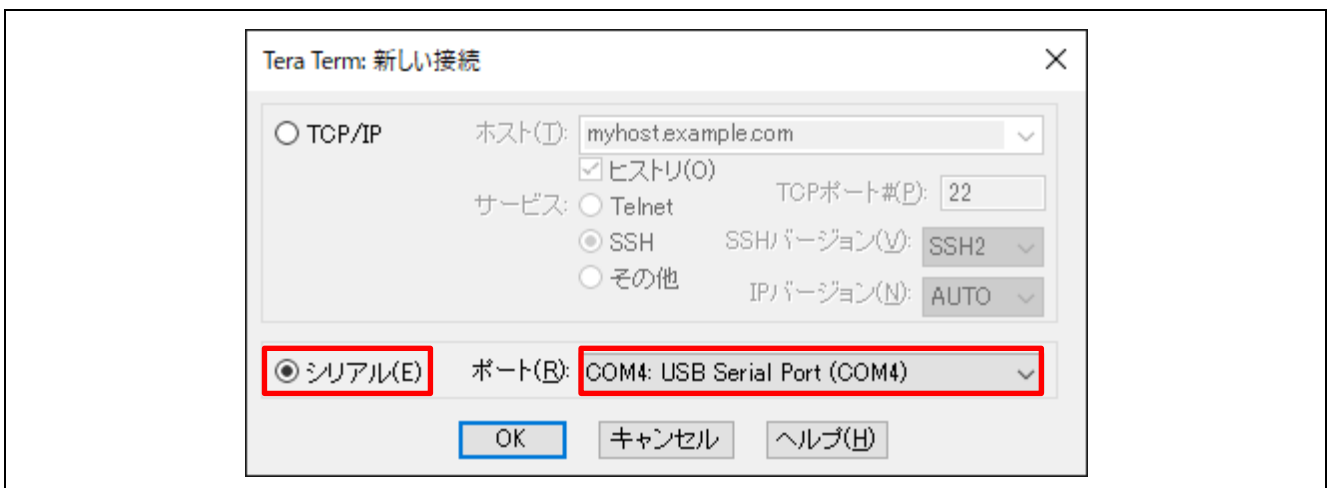 Tera Term: 新しい接続
TCP/IP ホスト(T): myhost.example.com
ヒストリ(O)
サービス: Telnet TCPポート#(P): 22
SSH SSHバージョン(V): SSH2
その他 IPバージョン(N): AUTO
シリアル(E) ポート(R): COM4: USB Serial Port (COM4)
OK キャンセル ヘルプ(H)